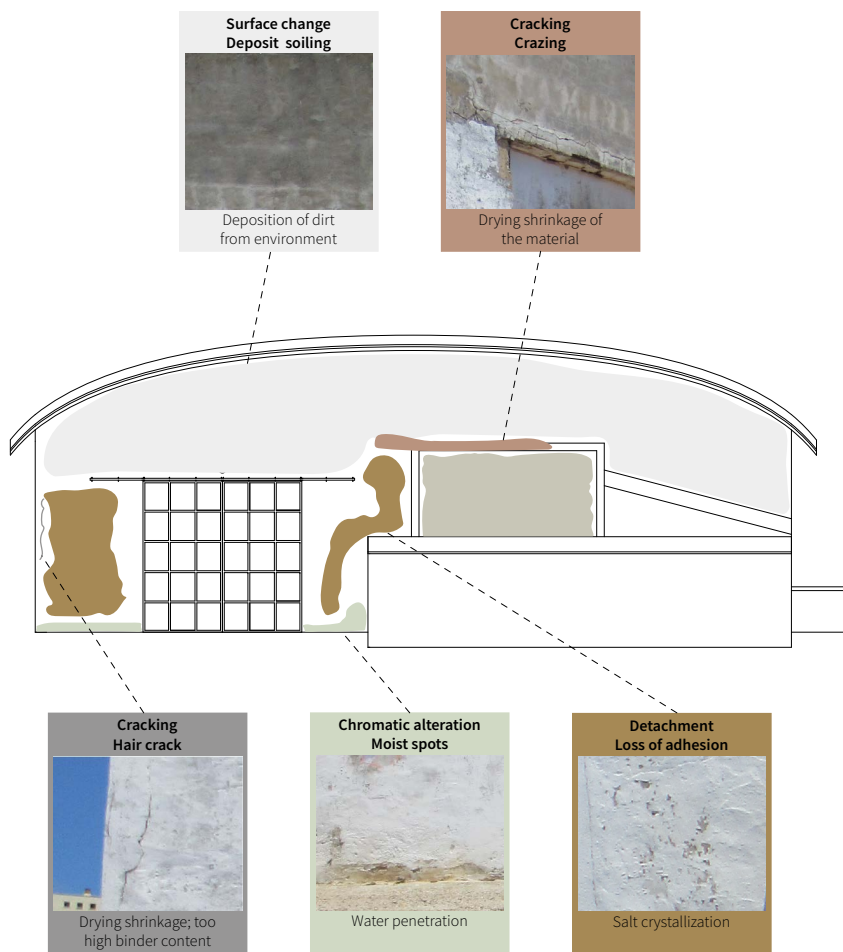 Surface change
Deposit soiling
Deposition of dirt
from environment
Cracking
Crazing
Drying shrinkage of
the material
Cracking
Hair crack
Drying shrinkage; too
high binder content
Chromatic alteration
Moist spots
Water penetration
Detachment
Loss of adhesion
Salt crystallization